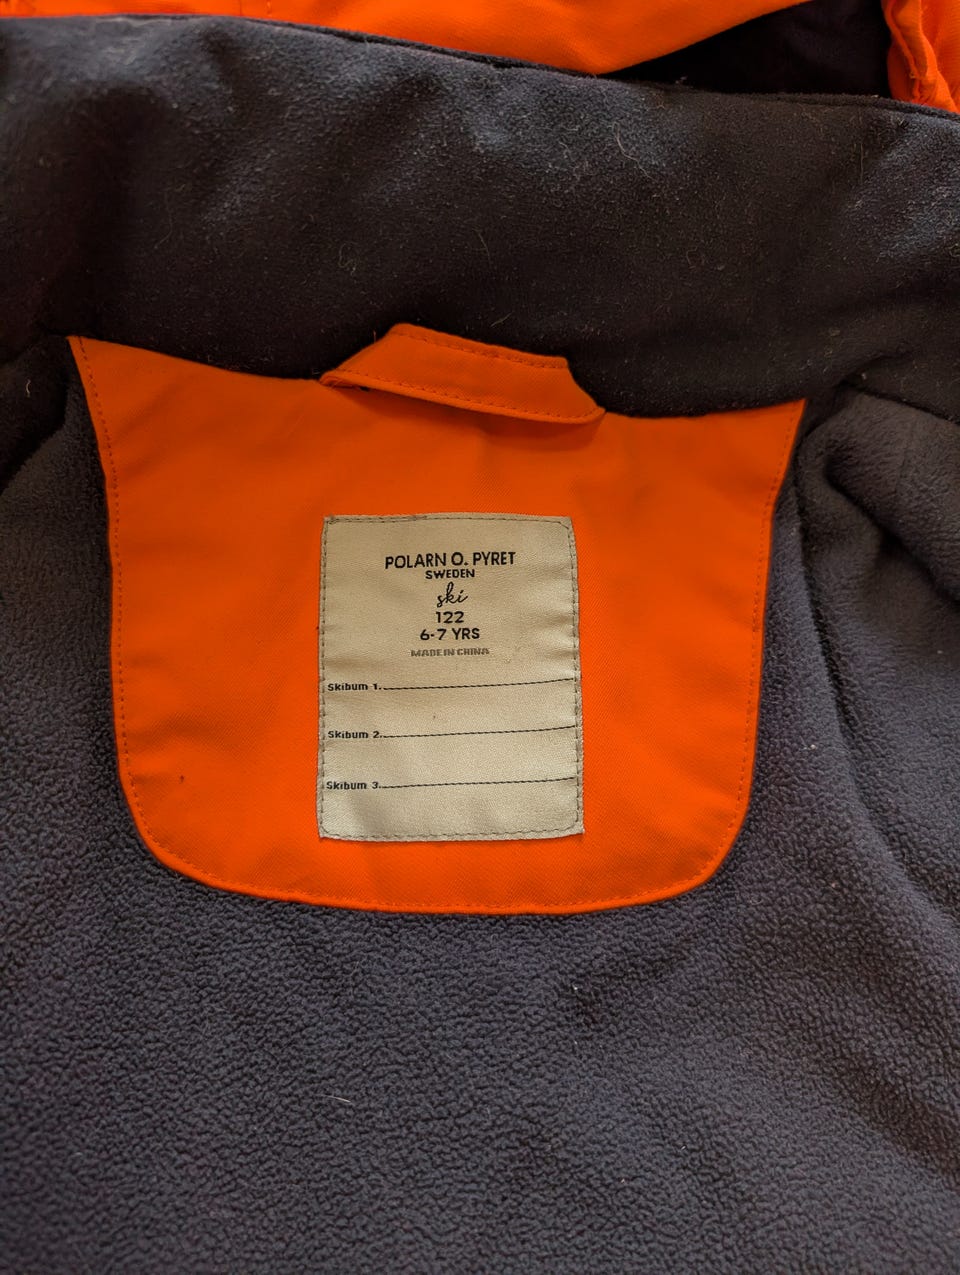 POLARN O. PYRET
SWEDEN
ski
122
6-7 YRS
MADE IN CHINA
Skibum 1.
Skibum 2.
Skibum 3.